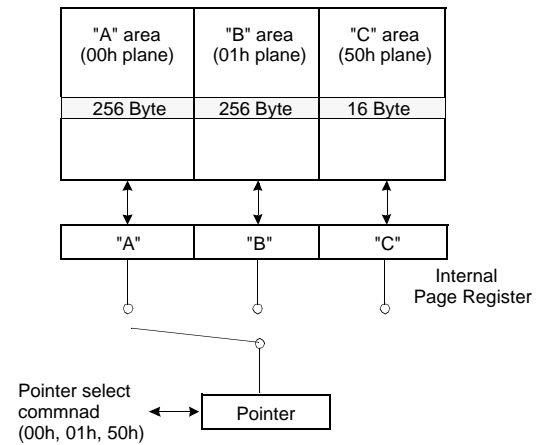 "A" area
(00h plane)
"B" area
(01h plane)
"C" area
(50h plane)
256 Byte
256 Byte
16 Byte
"A"
"B"
"C"
Internal
Page Register
Pointer select
commnad
(00h, 01h, 50h)
Pointer